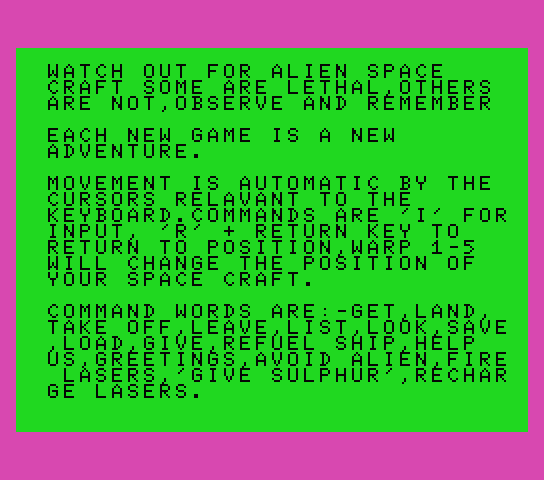 WATCH OUT FOR ALIEN SPACE
CRAFT SOME ARE LETHAL,OTHERS
ARE NOT,OBSERVE AND REMEMBER
EACH NEW GAME IS A NEW
ADVENTURE.
MOVEMENT IS AUTOMATIC BY THE
CURSORS RELAVANT TO THE
KEYBOARD.COMMANDS ARE 'I' FOR
INPUT, 'R' + RETURN KEY TO
RETURN TO POSITION,WARP 1-5
WILL CHANGE THE POSITION OF
YOUR SPACE CRAFT.
COMMAND WORDS ARE:-GET,LAND,
TAKE OFF,LEAVE,LIST,LOOK,SAVE
,LOAD,GIVE,REFUEL SHIP,HELP
US,GREETINGS,AVOID ALIEN,FIRE
LASERS,'GIVE SULPHUR',RECHAR
GE LASERS.